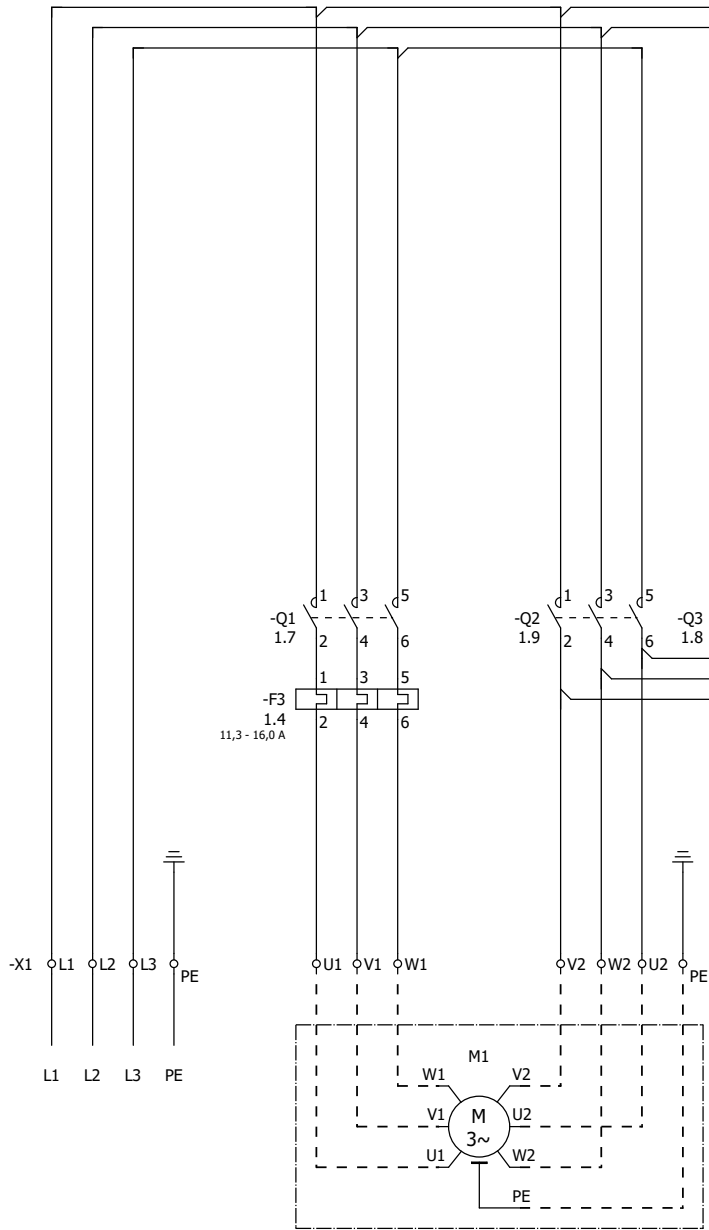 1 3 5 1 3 5
-Q1 -Q2 -Q3
1.7 2 4 6 1.9 2 4 6 1.8
1 3 5
-F3
1.4 2 4 6
11,3 - 16,0 A
-X1 L1 L2 L3 PE U1 V1 W1 V2 W2 U2 PE
M1
L1 L2 L3 PE W1 V2
V1 M U2
3~
U1 W2
PE